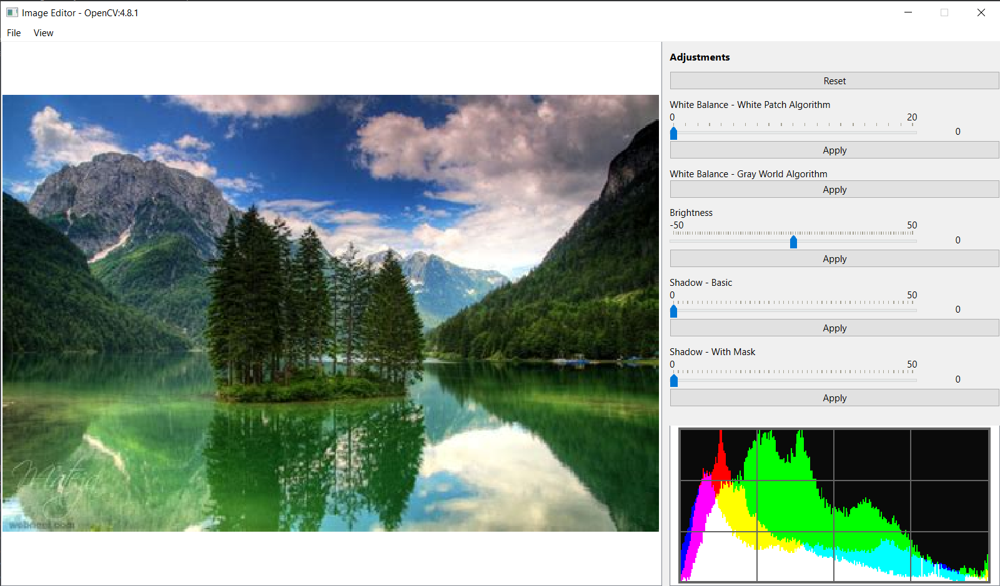 Image Editor - OpenCV:4.8.1
File View
Adjustments
Reset
White Balance - White Patch Algorithm
0 20
0
Apply
White Balance - Gray World Algorithm
Apply
Brightness
-50 50
0
Apply
Shadow - Basic
0 50
0
Apply
Shadow - With Mask
0 50
0
Apply